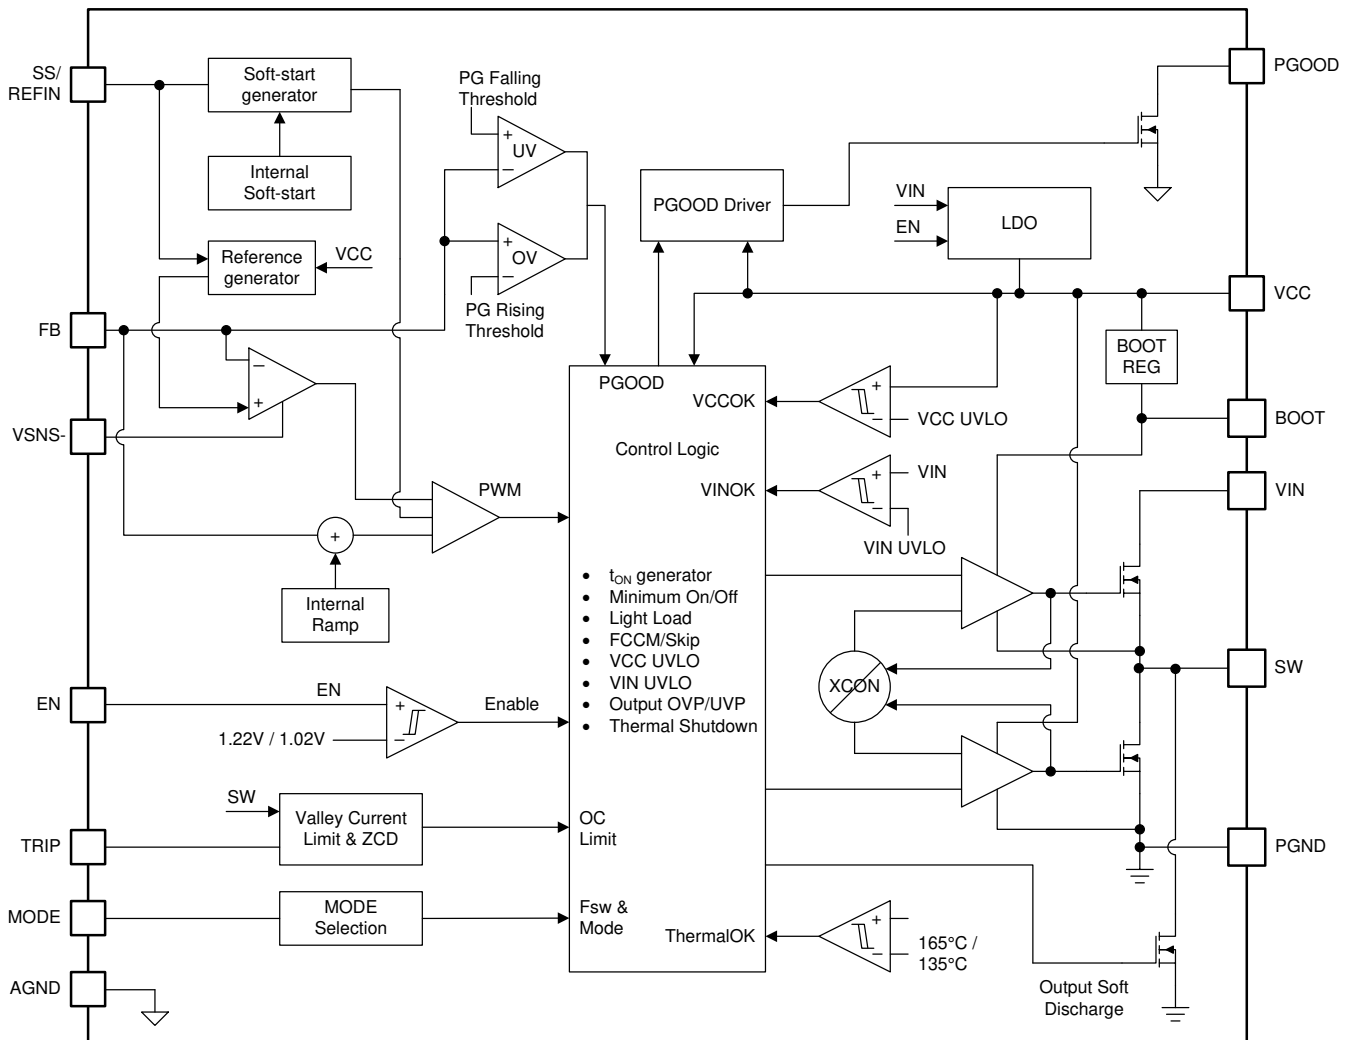 SS/
REFIN
Soft-start
generator
Internal
Soft-start
Reference
generator
VCC
PG Falling
Threshold
+
UV
−
+
OV
−
PG Rising
Threshold
PGOOD Driver
VIN
EN
LDO
PGOOD
VCC
BOOT
REG
BOOT
VIN
SW
PGND
FB
−
+
VSNS-
PWM
+
Internal
Ramp
PGOOD
VCCOK
+
−
VCC UVLO
Control Logic
VINOK
+
−
VIN
VIN UVLO
• tON generator
• Minimum On/Off
• Light Load
• FCCM/Skip
• VCC UVLO
• VIN UVLO
• Output OVP/UVP
• Thermal Shutdown
XCON
EN
EN
+
−
1.22V / 1.02V
Enable
SW
TRIP
Valley Current
Limit & ZCD
OC
Limit
MODE
MODE
Selection
Fsw &
Mode
ThermalOK
+
−
165°C /
135°C
Output Soft
Discharge
AGND